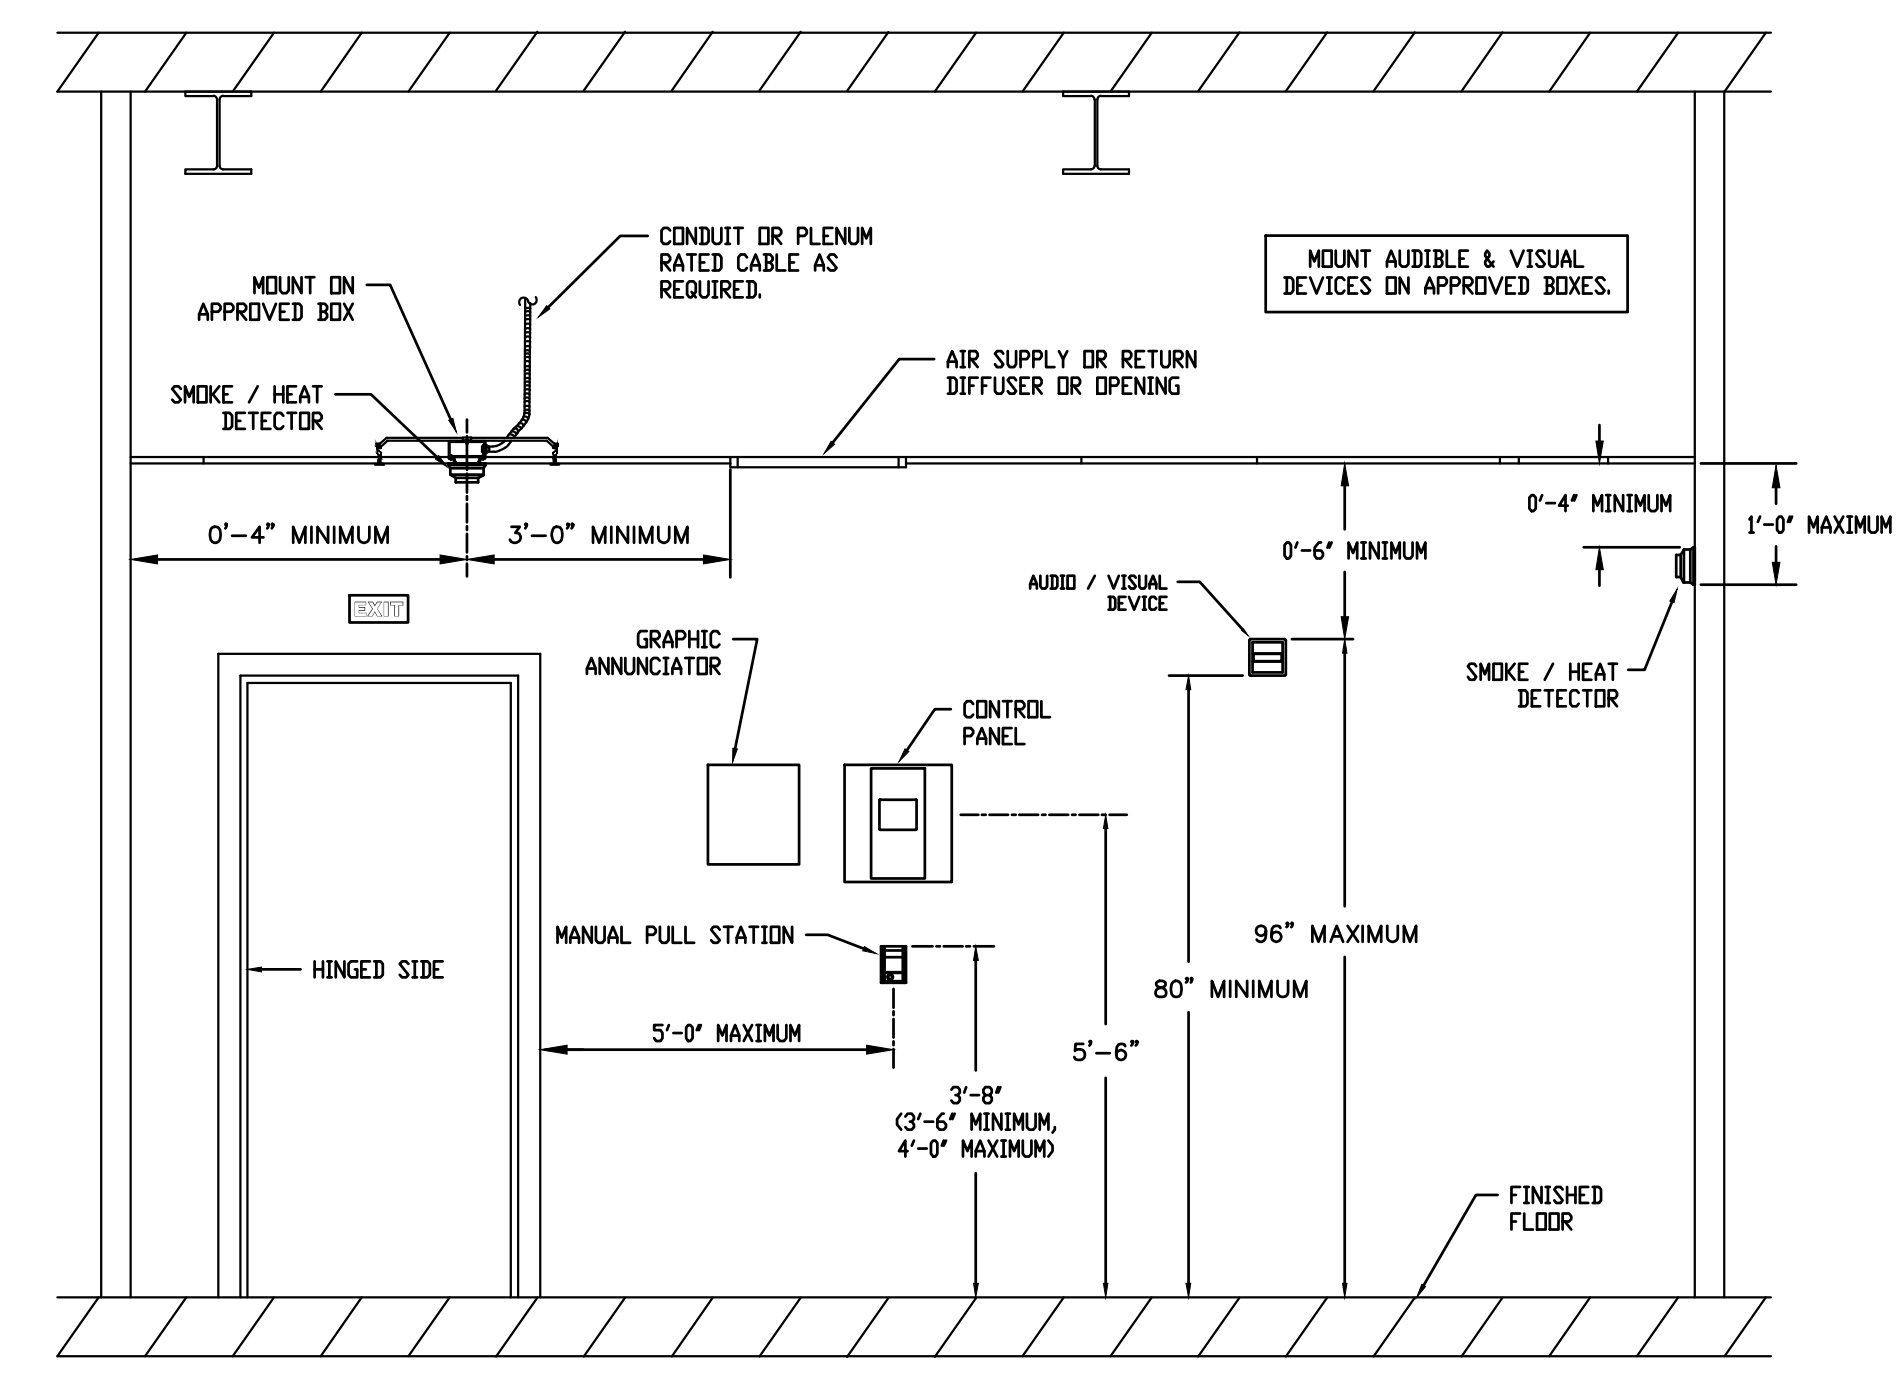 CONDUIT OR PLENUM
RATED CABLE AS
REQUIRED.
MOUNT AUDIBLE & VISUAL
DEVICES ON APPROVED BOXES.
MOUNT ON
APPROVED BOX
AIR SUPPLY OR RETURN
DIFFUSER OR OPENING
SMOKE / HEAT
DETECTOR
0'-4" MINIMUM
3'-0" MINIMUM
0'-4" MINIMUM
1'-0" MAXIMUM
0'-6" MINIMUM
AUDIO / VISUAL
DEVICE
EXIT
GRAPHIC
ANNUNCIATOR
SMOKE / HEAT
DETECTOR
CONTROL
PANEL
MANUAL PULL STATION
96" MAXIMUM
HINGED SIDE
80" MINIMUM
5'-0" MAXIMUM
5'-6"
3'-8"
(3'-6" MINIMUM,
4'-0" MAXIMUM)
FINISHED
FLOOR